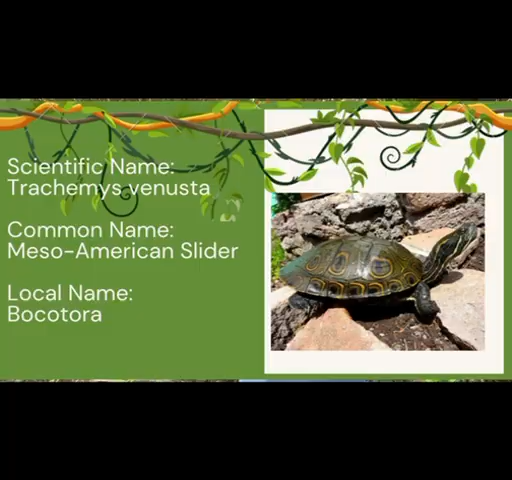 Scientific Name:
Trachemys venusta
Common Name:
Meso-American Slider
Local Name:
Bocotora